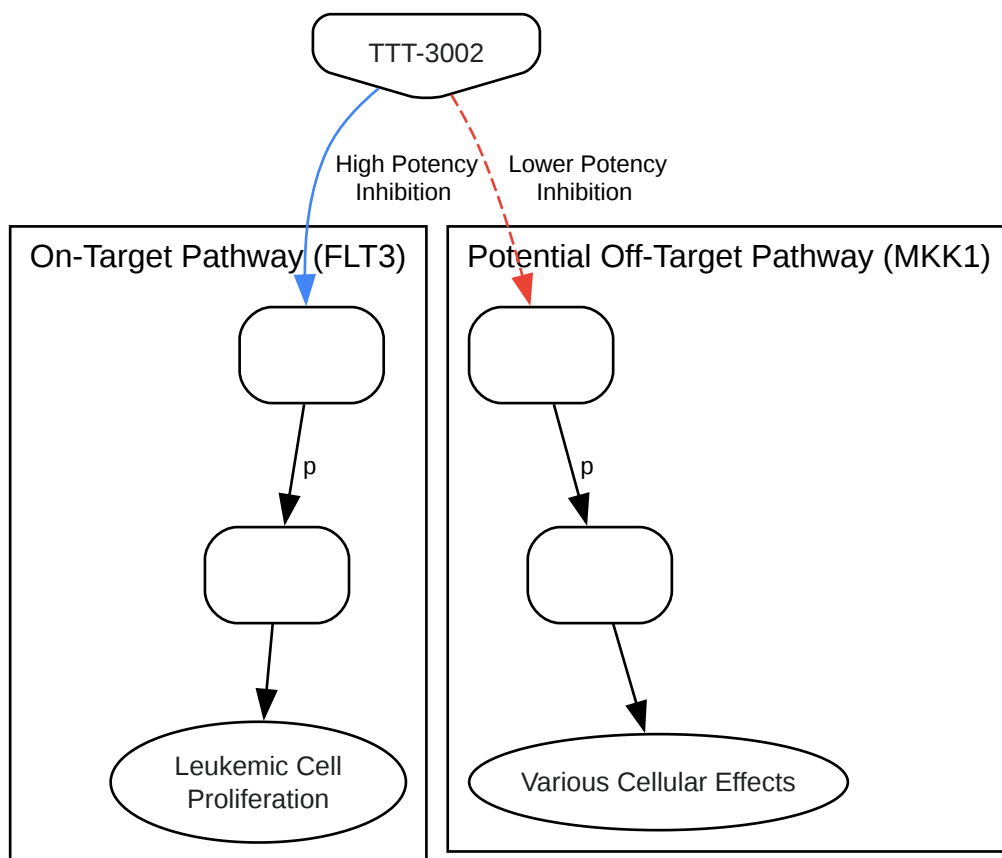 TTT-3002
High Potency
Inhibition
Lower Potency
Inhibition
On-Target Pathway (FLT3)
Potential Off-Target Pathway (MKK1)
p
p
Leukemic Cell
Proliferation
Various Cellular Effects